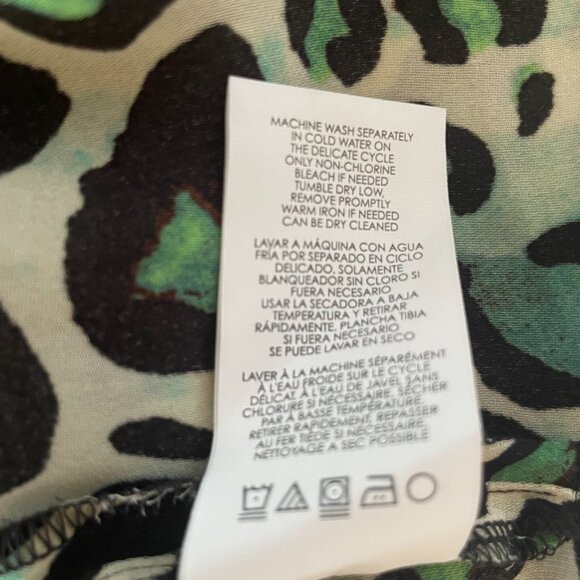 MACHINE WASH SEPARATELY
IN COLD WATER ON
THE DELICATE CYCLE
ONLY NON-CHLORINE
BLEACH IF NEEDED
TUMBLE DRY LOW,
REMOVE PROMPTLY
WARM IRON IF NEEDED
CAN BE DRY CLEANED
LAVAR A MÁQUINA CON AGUA
FRÍA POR SEPARADO EN CICLO
DELICADO, SOLAMENTE
BLANQUEADOR SIN CLORO SI
FUERA NECESARIO
USAR LA SECADORA A BAJA
TEMPERATURA Y RETIRAR
RÁPIDAMENTE. PLANCHA TIBIA
SI FUERA NECESARIO
SE PUEDE LAVAR EN SECO
LAVER À LA MACHINE SÉPARÉMENT
À L'EAU FROIDE SUR LE CYCLE
DÉLICAT. À L'EAU DE JAVEL SANS
CHLORURE SI NÉCESSAIRE. SÉCHER
PAR À BASSE TEMPÉRATURE.
RETIRER RAPIDEMENT. REPASSER
AU FER TIÈDE SI NÉCESSAIRE.
NETTOYAGE A SEC POSSIBLE